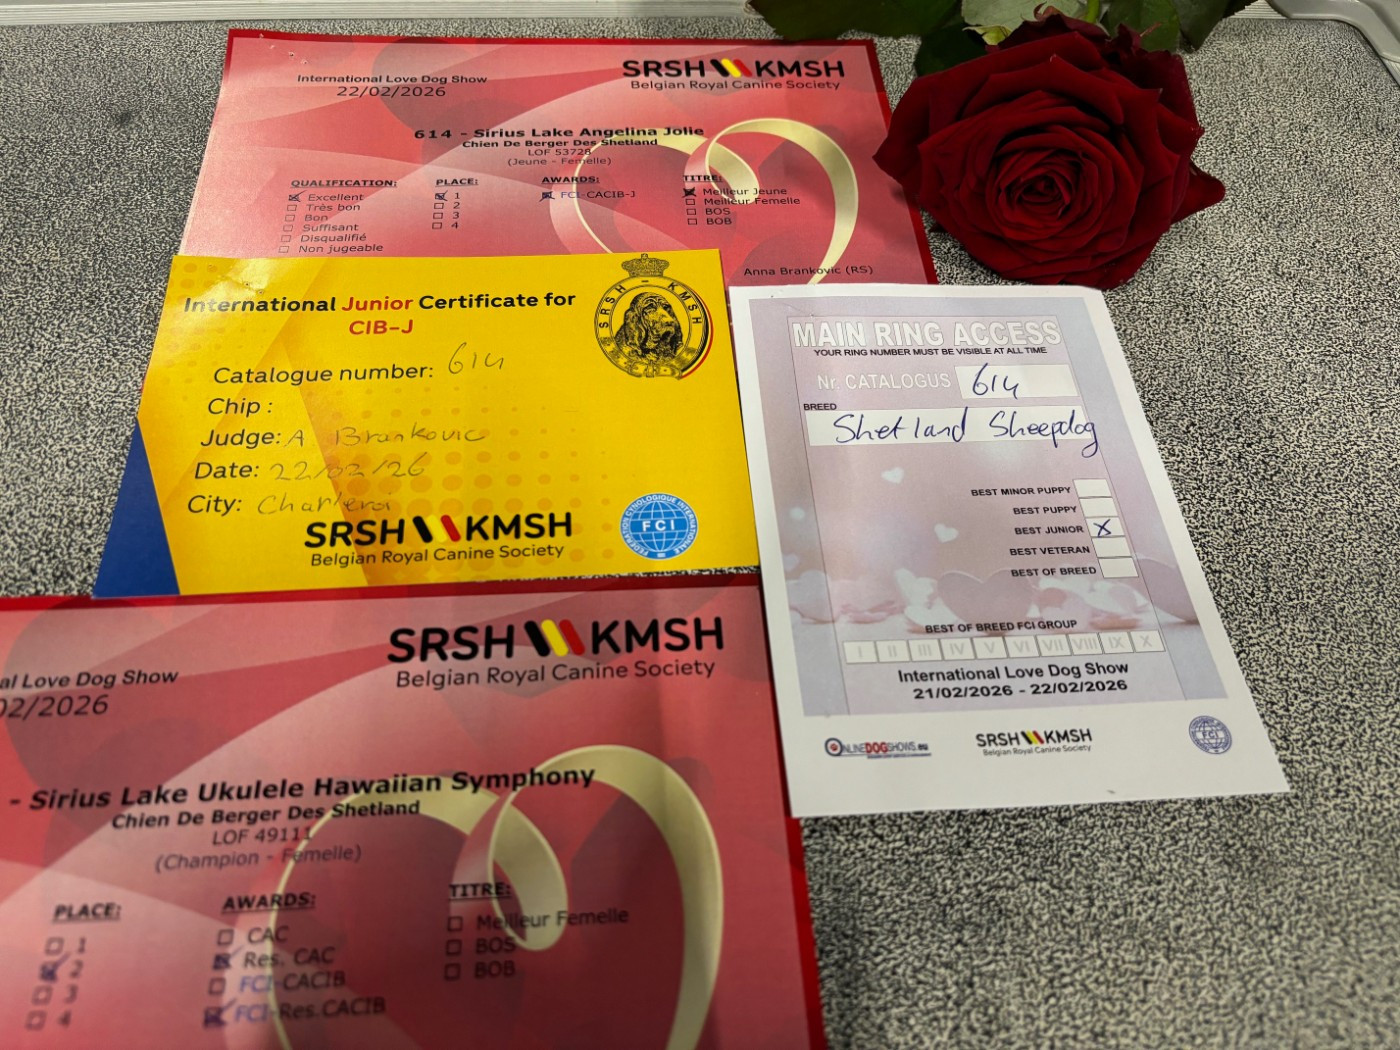 International Love Dog Show
22/02/2026
SRSH KMSH
Belgian Royal Canine Society
614 - Sirius Lake Angelina Jolie
Chien De Berger Des Shetland
LOF 53728
(Jeune - Femelle)
QUALIFICATION:
Excellent
Très bon
Bon
Suffisant
Disqualifié
Non jugeable
PLACE:
1
2
3
4
AWARDS:
FCI-CACIB-J
TITRE:
Meilleur Jeune
Meilleur Femelle
BOS
BOB
Anna Brankovic (RS)
International Junior Certificate for
CIB-J
SRSH - KMSH
Catalogue number: 614
Chip :
Judge: A. Brankovic
Date: 22/02/26
City: Charleroi
SRSH KMSH
Belgian Royal Canine Society
FEDERATION CYNOLOGIQUE INTERNATIONALE
FCI
MAIN RING ACCESS
YOUR RING NUMBER MUST BE VISIBLE AT ALL TIME
Nr. CATALOGUS 614
BREED
Shetland Sheepdog
BEST MINOR PUPPY
BEST PUPPY
BEST JUNIOR X
BEST VETERAN
BEST OF BREED
BEST OF BREED FCI GROUP
I II III IV V VI VII VIII IX X
International Love Dog Show
21/02/2026 - 22/02/2026
ONLINEDOGSHOWS.eu
SRSH KMSH
Belgian Royal Canine Society
FCI
al Love Dog Show
02/2026
SRSH KMSH
Belgian Royal Canine Society
- Sirius Lake Ukulele Hawaiian Symphony
Chien De Berger Des Shetland
LOF 49111
(Champion - Femelle)
PLACE:
1
2
3
4
AWARDS:
CAC
Res. CAC
FCI-CACIB
FCI-Res.CACIB
TITRE:
Meilleur Femelle
BOS
BOB